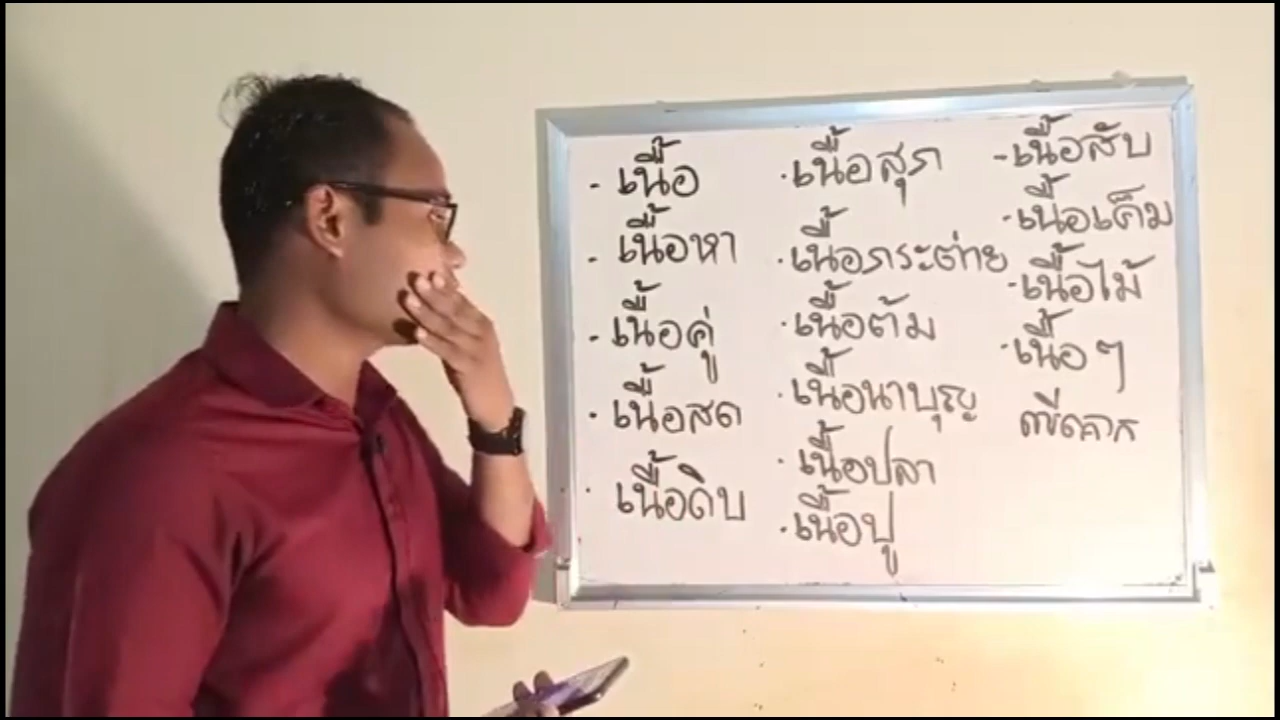 - เนื้อ
- เนื้อหา
- เนื้อคู่
- เนื้อสด
- เนื้อดิบ
- เนื้อสุก
- เนื้อกระต่าย
- เนื้อต้ม
- เนื้อนาบุญ
- เนื้อปลา
- เนื้อปู
- เนื้อสับ
- เนื้อเค็ม
- เนื้อไม้
- เนื้อ ๆ